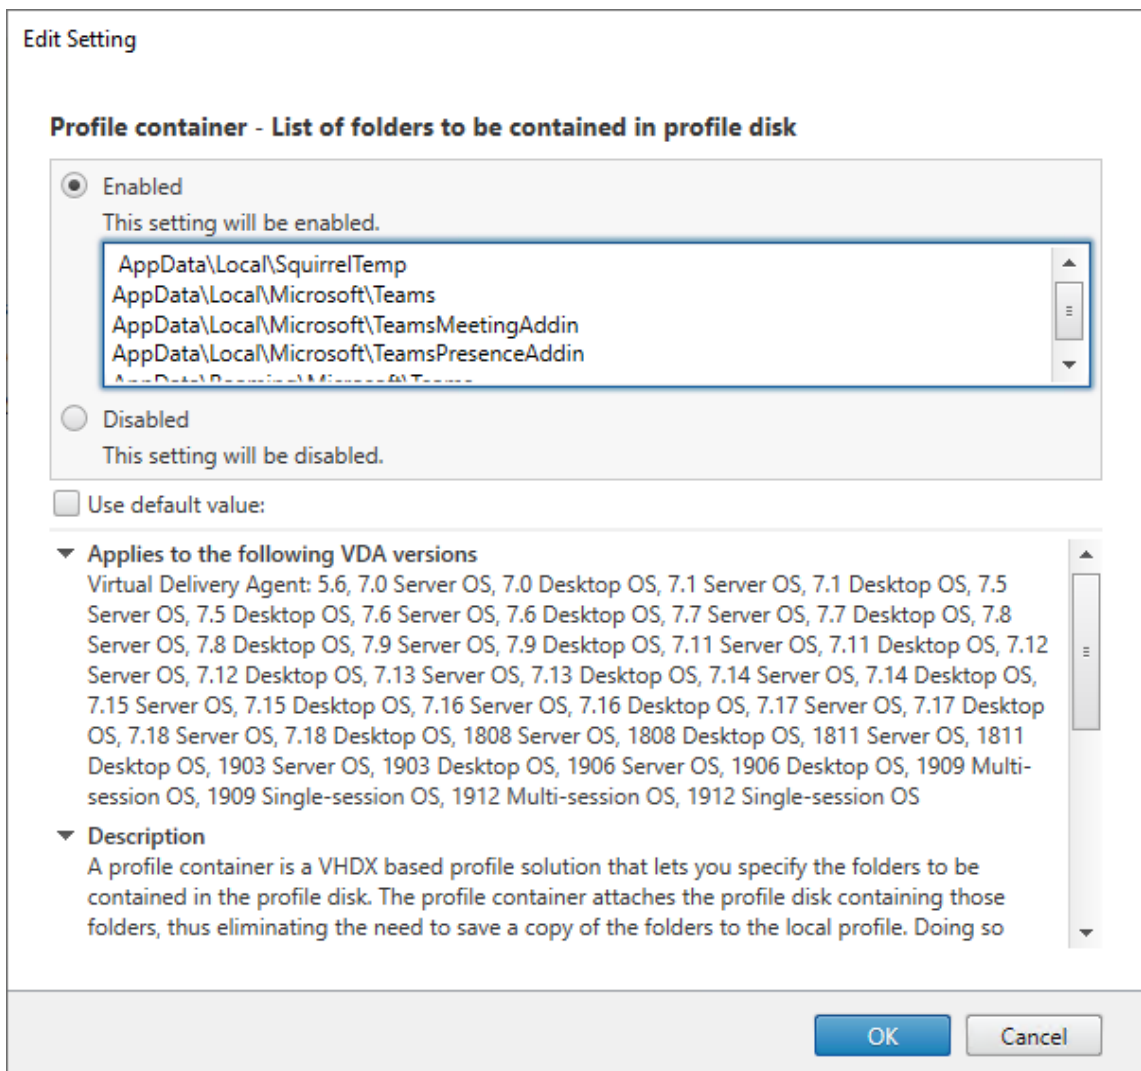 Edit Setting
Profile container - List of folders to be contained in profile disk
Enabled
This setting will be enabled.
AppData\Local\SquirrelTemp
AppData\Local\Microsoft\Teams
AppData\Local\Microsoft\TeamsMeetingAddin
AppData\Local\Microsoft\TeamsPresenceAddin
AppData\Roaming\Microsoft\Teams
Disabled
This setting will be disabled.
Use default value:
Applies to the following VDA versions
Virtual Delivery Agent: 5.6, 7.0 Server OS, 7.0 Desktop OS, 7.1 Server OS, 7.1 Desktop OS, 7.5
Server OS, 7.5 Desktop OS, 7.6 Server OS, 7.6 Desktop OS, 7.7 Server OS, 7.7 Desktop OS, 7.8
Server OS, 7.8 Desktop OS, 7.9 Server OS, 7.9 Desktop OS, 7.11 Server OS, 7.11 Desktop OS, 7.12
Server OS, 7.12 Desktop OS, 7.13 Server OS, 7.13 Desktop OS, 7.14 Server OS, 7.14 Desktop OS,
7.15 Server OS, 7.15 Desktop OS, 7.16 Server OS, 7.16 Desktop OS, 7.17 Server OS, 7.17 Desktop
OS, 7.18 Server OS, 7.18 Desktop OS, 1808 Server OS, 1808 Desktop OS, 1811 Server OS, 1811
Desktop OS, 1903 Server OS, 1903 Desktop OS, 1906 Server OS, 1906 Desktop OS, 1909 Multi-
session OS, 1909 Single-session OS, 1912 Multi-session OS, 1912 Single-session OS
Description
A profile container is a VHDX based profile solution that lets you specify the folders to be
contained in the profile disk. The profile container attaches the profile disk containing those
folders, thus eliminating the need to save a copy of the folders to the local profile. Doing so
OK
Cancel